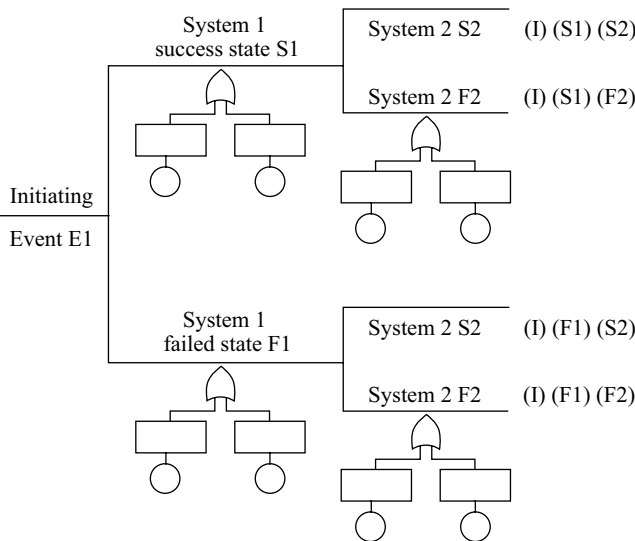 System 1
success state S1
System 2 S2 (I) (S1) (S2)
System 2 F2 (I) (S1) (F2)
Initiating
Event E1
System 1
failed state F1
System 2 S2 (I) (F1) (S2)
System 2 F2 (I) (F1) (F2)